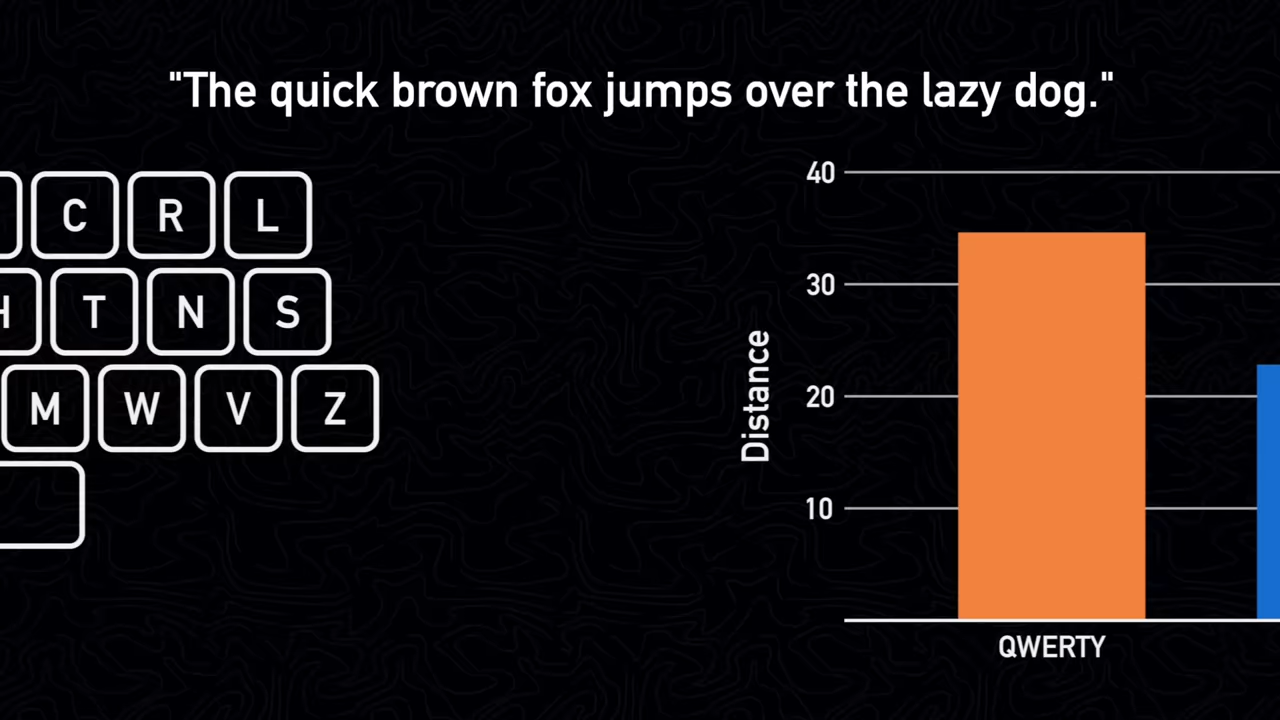 "The quick brown fox jumps over the lazy dog."
C R L
T N S
M W V Z
40
30
20
10
Distance
QWERTY